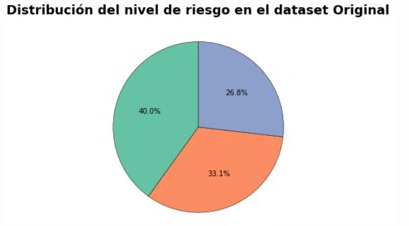 Distribución del nivel de riesgo en el dataset Original
26.8%
40.0%
33.1%